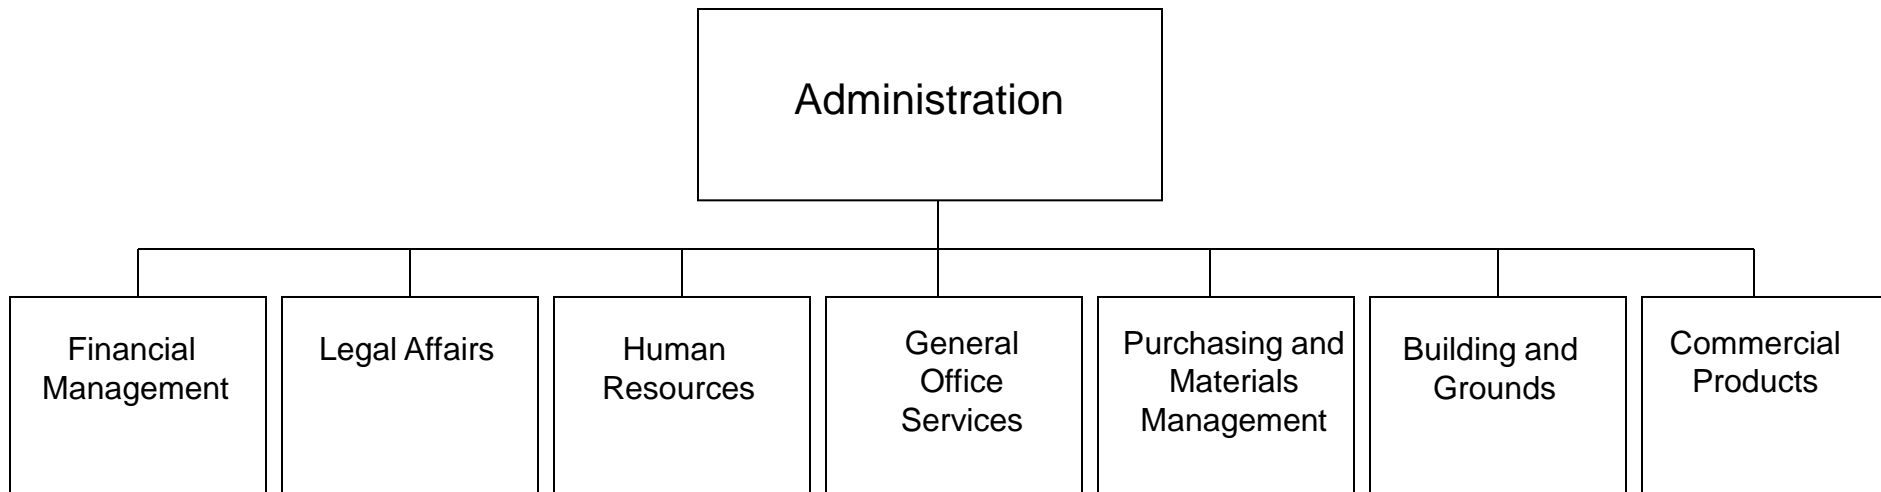 Administration
Financial
Management
Legal Affairs
Human
Resources
General
Office
Services
Purchasing and
Materials
Management
Building and
Grounds
Commercial
Products